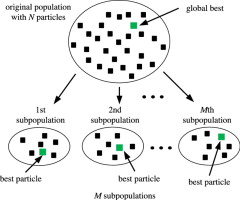 original population
with N particles
global best
1st
subpopulation
2nd
subpopulation
Mth
subpopulation
best particle
best particle
best particle
M subpopulations